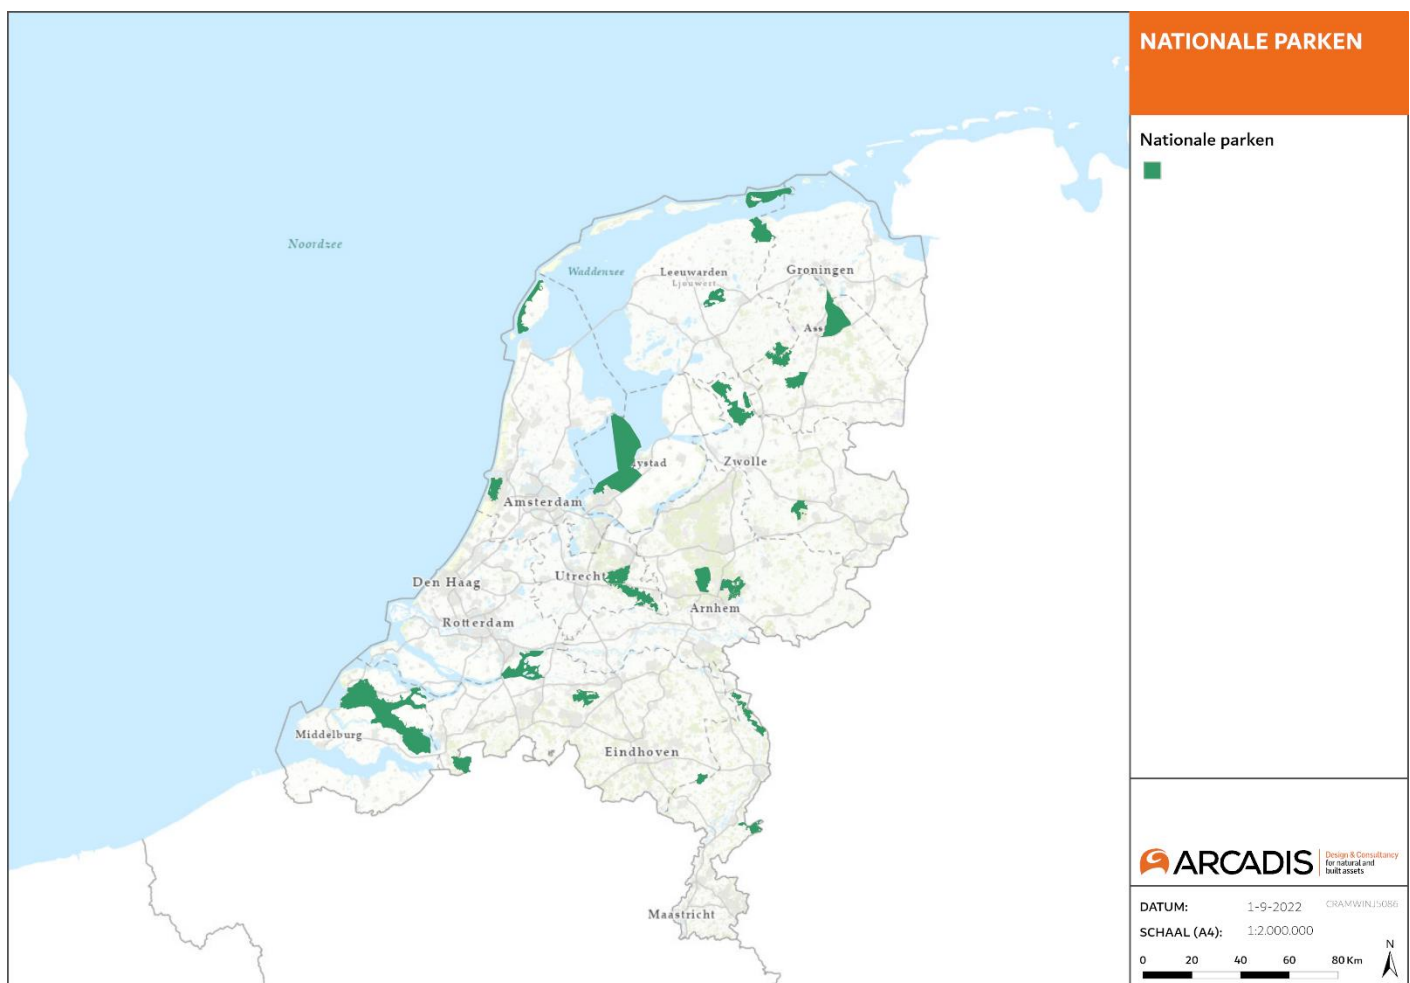 NATIONALE PARKEN
Nationale parken
Noordzee
Waddenzee
Leeuwarden
Ljouwert
Groningen
Ass
lystad
Zwolle
Amsterdam
Den Haag
Utrecht
Arnhem
Rotterdam
Middelburg
Eindhoven
Maastricht
ARCADIS
Design & Consultancy
for natural and
built assets
DATUM: 1-9-2022 CRAMWINJ5086
SCHAAL (A4): 1:2.000.000
N
0 20 40 60 80 Km